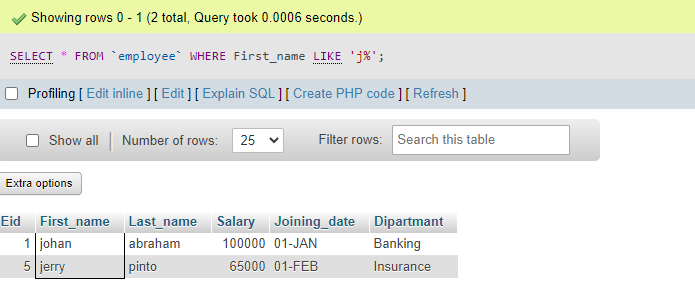 Showing rows 0 - 1 (2 total, Query took 0.0006 seconds.)
SELECT * FROM `employee` WHERE First_name LIKE 'j%';
Profiling [ Edit inline ] [ Edit ] [ Explain SQL ] [ Create PHP code ] [ Refresh ]
Show all Number of rows: 25 Filter rows: Search this table
Extra options
Eid First_name Last_name Salary Joining_date Dipartmant
1 johan abraham 100000 01-JAN Banking
5 jerry pinto 65000 01-FEB Insurance